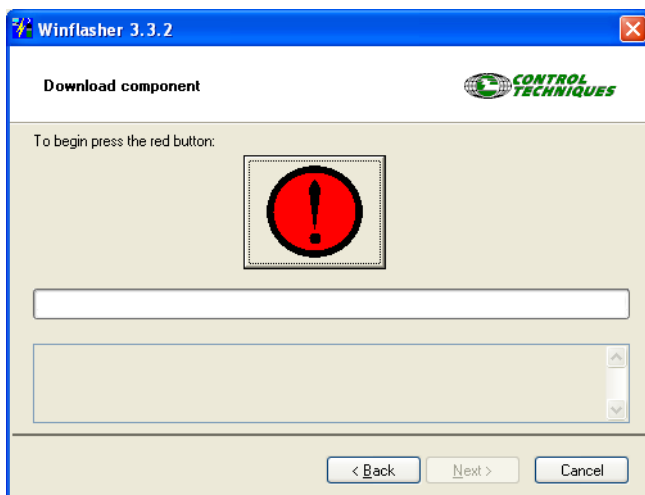 Winflasher 3.3.2
Download component
CONTROL
TECHNIQUES
To begin press the red button:
< Back
Next >
Cancel